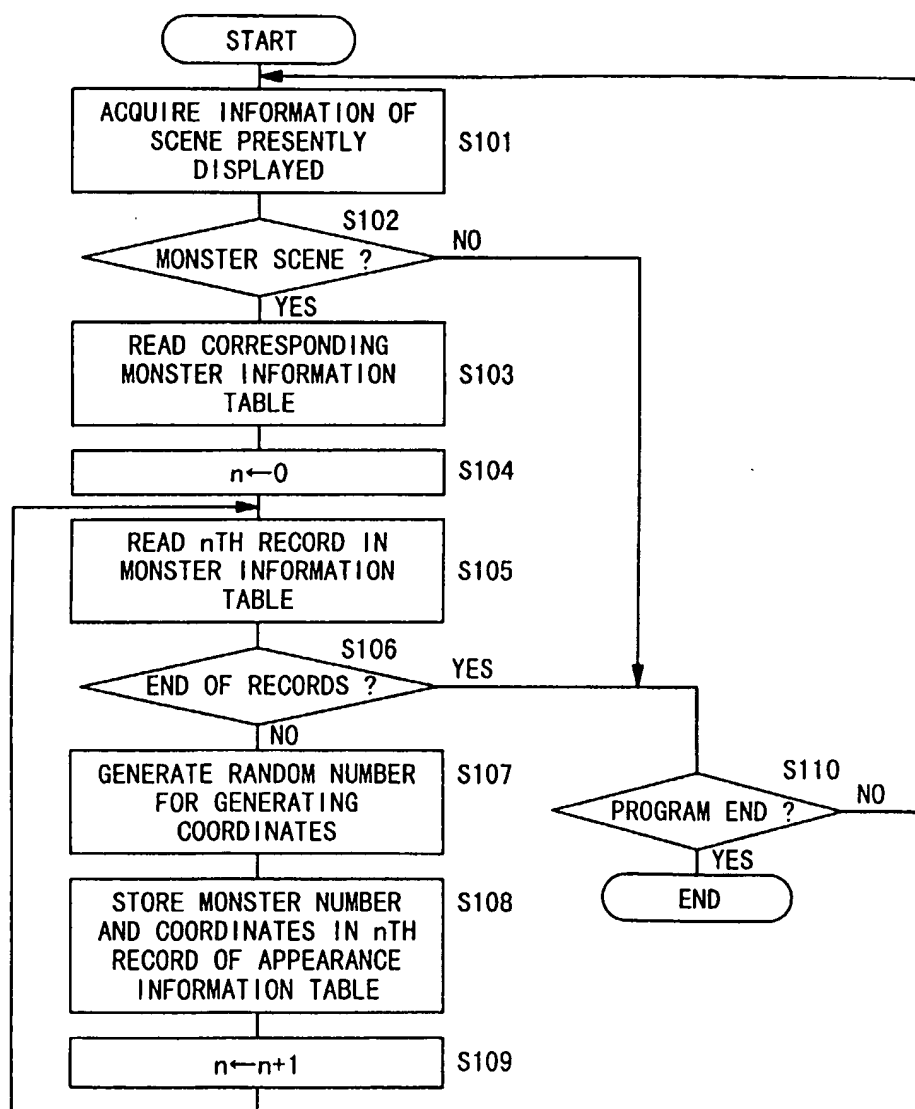 START
ACQUIRE INFORMATION OF
SCENE PRESENTLY
DISPLAYED
S101
S102
MONSTER SCENE ?
NO
YES
READ CORRESPONDING
MONSTER INFORMATION
TABLE
S103
n←0
S104
READ nTH RECORD IN
MONSTER INFORMATION
TABLE
S105
S106
END OF RECORDS ?
YES
NO
GENERATE RANDOM NUMBER
FOR GENERATING
COORDINATES
S107
S110
PROGRAM END ?
NO
YES
END
STORE MONSTER NUMBER
AND COORDINATES IN nTH
RECORD OF APPEARANCE
INFORMATION TABLE
S108
n←n+1
S109